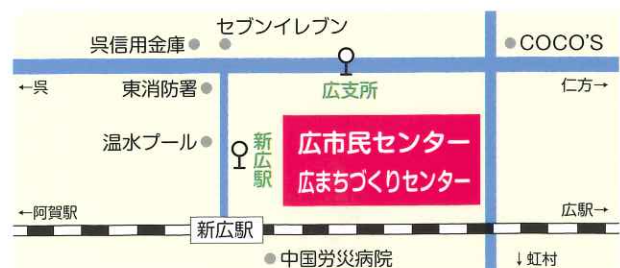 セブンイレブン
呉信用金庫
COCO'S
←呉
東消防署
広支所
仁方→
温水プール
新広駅
広市民センター
広まちづくりセンター
←阿賀駅
新広駅
広駅→
中国労災病院
↓虹村